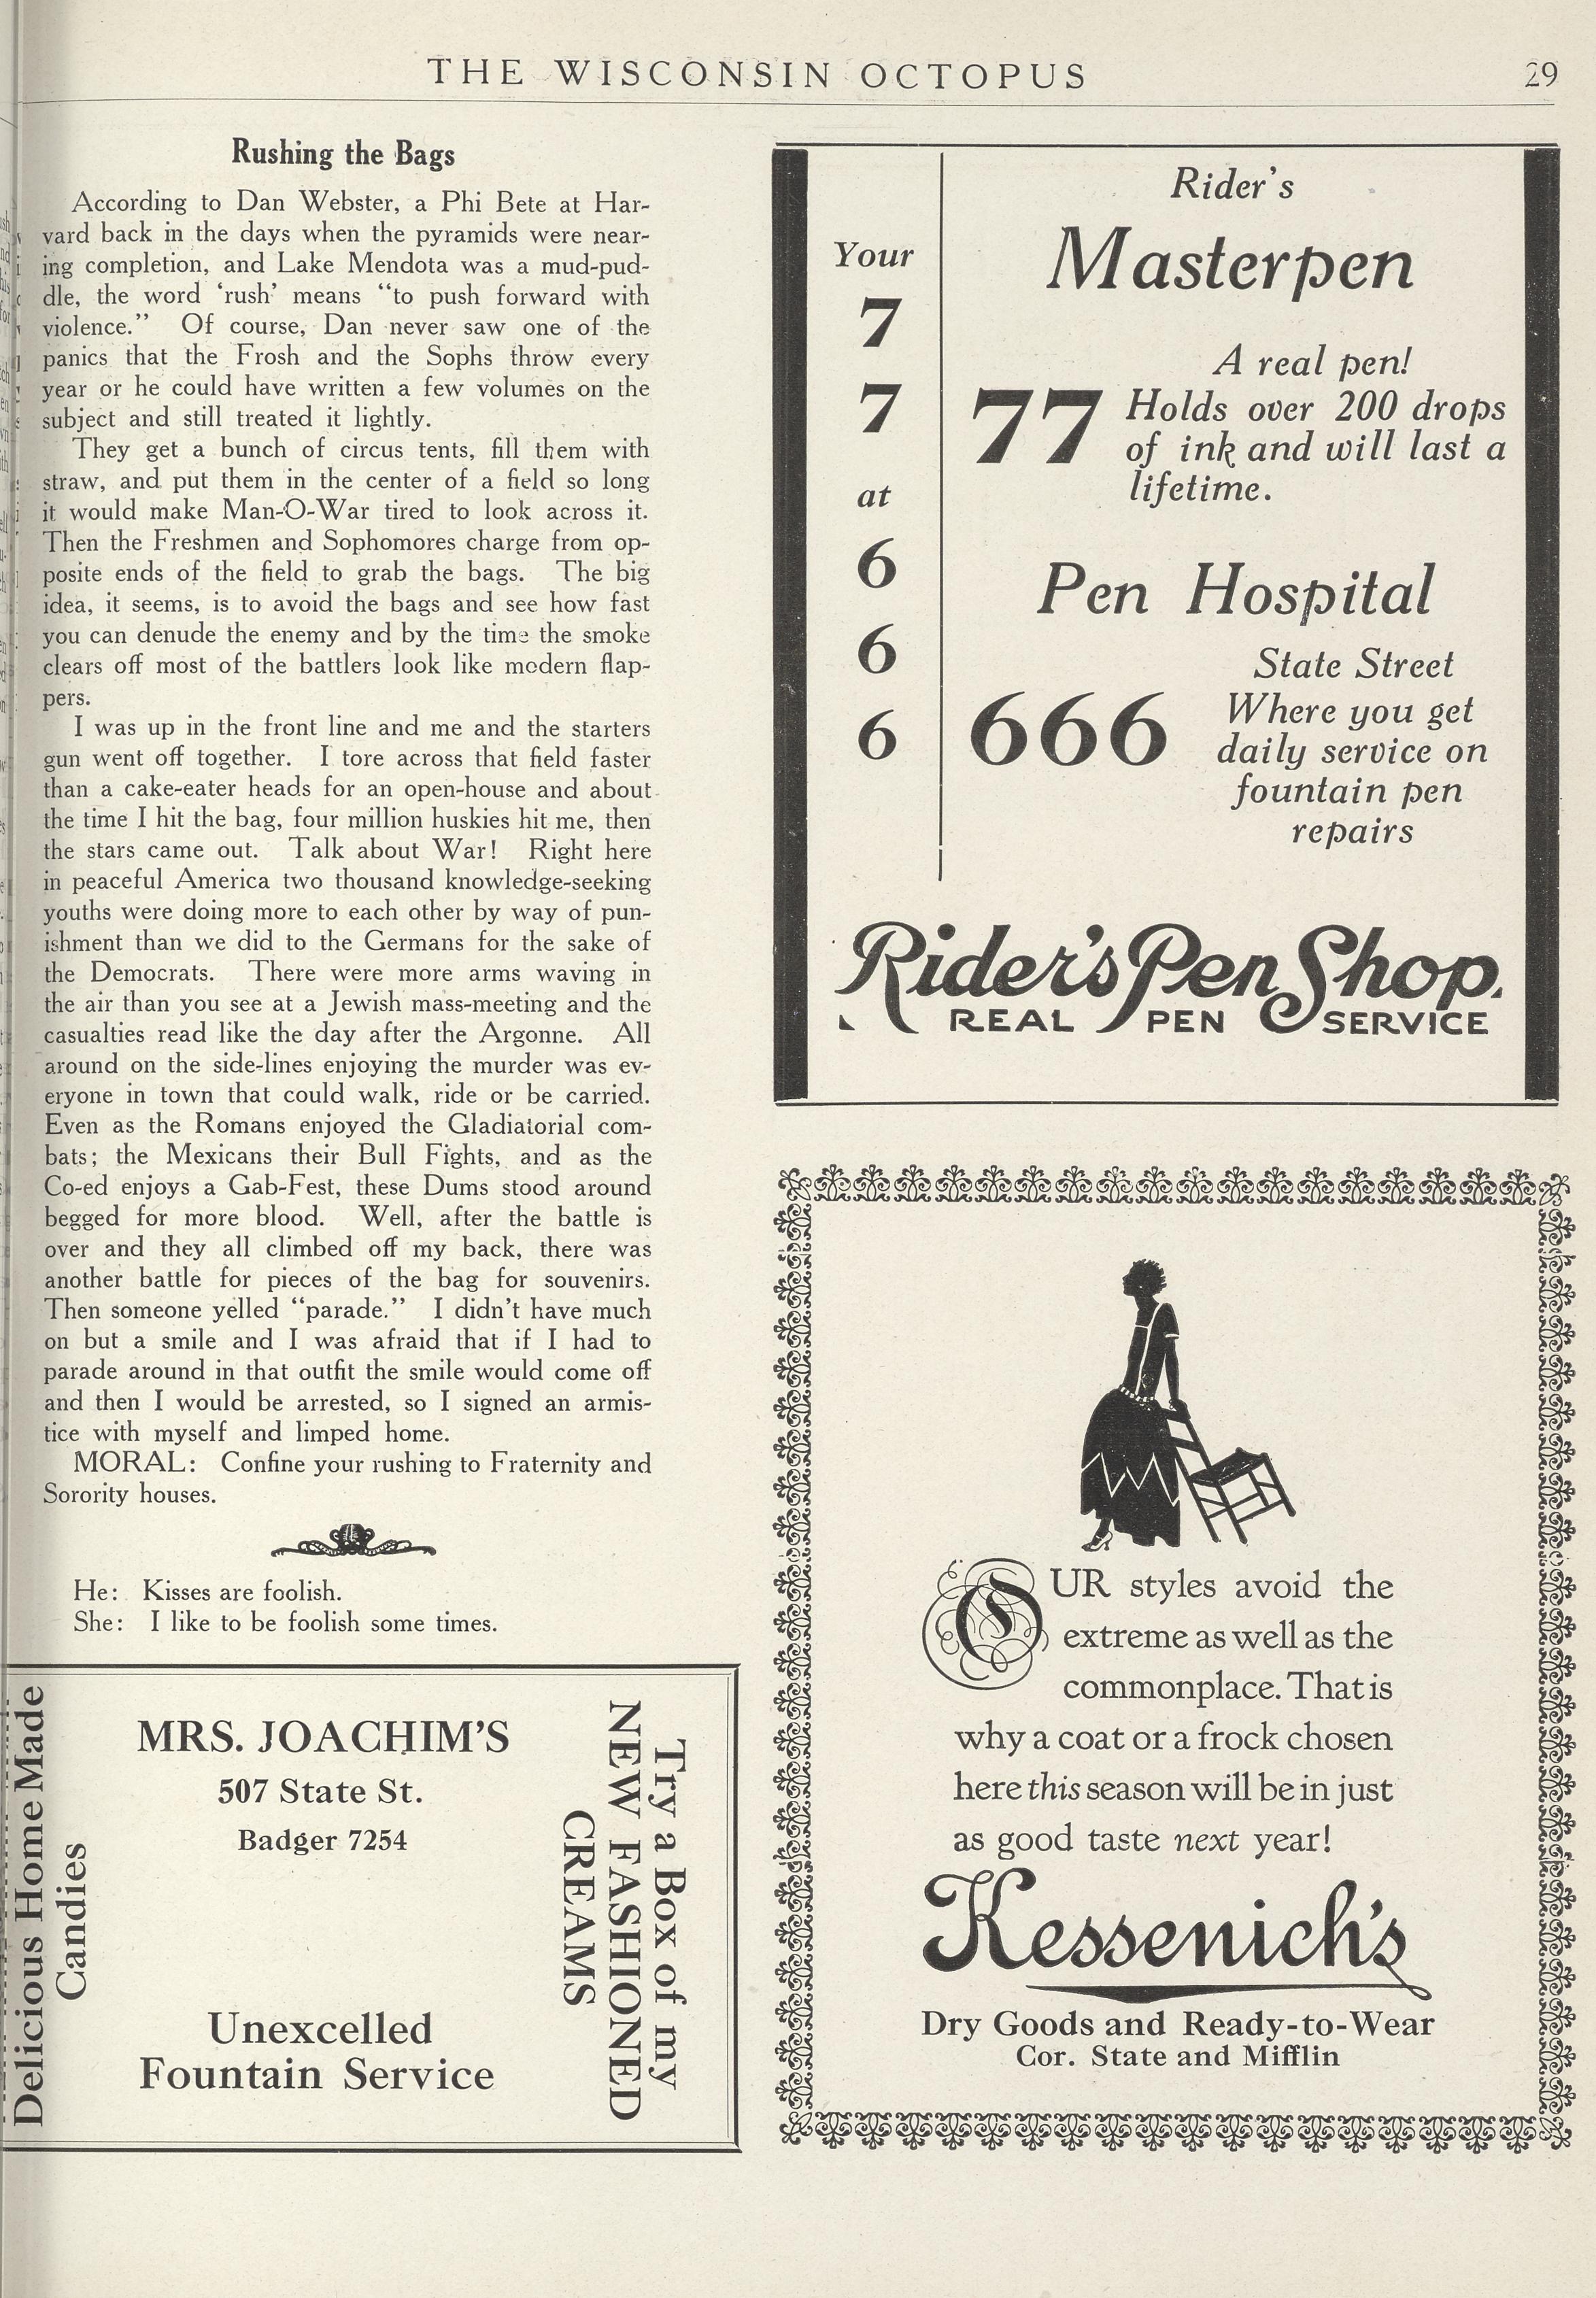 THE WISCONSIN OCTOPUS
29
Rushing the Bags
According to Dan Webster, a Phi Bete at Har-
vard back in the days when the pyramids were near-
ing completion, and Lake Mendota was a mud-pud-
dle, the word ‘rush’ means “to push forward with
violence.” Of course, Dan never saw one of the
panics that the Frosh and the Sophs throw every
year or he could have written a few volumes on the
subject and still treated it lightly.
They get a bunch of circus tents, fill them with
straw, and put them in the center of a field so long
it would make Man-O-War tired to look across it.
Then the Freshmen and Sophomores charge from op-
posite ends of the field to grab the bags. The big
idea, it seems, is to avoid the bags and see how fast
you can denude the enemy and by the time the smoke
clears off most of the battlers look like modern flap-
pers.
I was up in the front line and me and the starters
gun went off together. I tore across that field faster
than a cake-eater heads for an open-house and about
the time I hit the bag, four million huskies hit me, then
the stars came out. Talk about War! Right here
in peaceful America two thousand knowledge-seeking
youths were doing more to each other by way of pun-
ishment than we did to the Germans for the sake of
the Democrats. There were more arms waving in
the air than you see at a Jewish mass-meeting and the
casualties read like the day after the Argonne. All
around on the side-lines enjoying the murder was ev-
eryone in town that could walk, ride or be carried.
Even as the Romans enjoyed the Gladiatorial com-
bats; the Mexicans their Bull Fights, and as the
Co-ed enjoys a Gab-Fest, these Dums stood around
begged for more blood. Well, after the battle is
over and they all climbed off my back, there was
another battle for pieces of the bag for souvenirs.
Then someone yelled “parade.” I didn’t have much
on but a smile and I was afraid that if I had to
parade around in that outfit the smile would come off
and then I would be arrested, so I signed an armis-
tice with myself and limped home.
MORAL: Confine your rushing to Fraternity and
Sorority houses.
He: Kisses are foolish.
She: I like to be foolish some times.
Delicious Home Made
Candies
MRS. JOACHIM’S
507 State St.
Badger 7254
Unexcelled
Fountain Service
Try a Box of my
NEW FASHIONED
CREAMS
Your
7
7
at
6
6
6
Rider’s
Masterpen
A real pen!
77 Holds over 200 drops
of ink and will last a
lifetime.
Pen Hospital
State Street
666 Where you get
daily service on
fountain pen
repairs
Rider’s Pen Shop.
REAL PEN SERVICE
OUR styles avoid the
extreme as well as the
commonplace. That is
why a coat or a frock chosen
here this season will be in just
as good taste next year!
Kessenich’s
Dry Goods and Ready-to-Wear
Cor. State and Mifflin